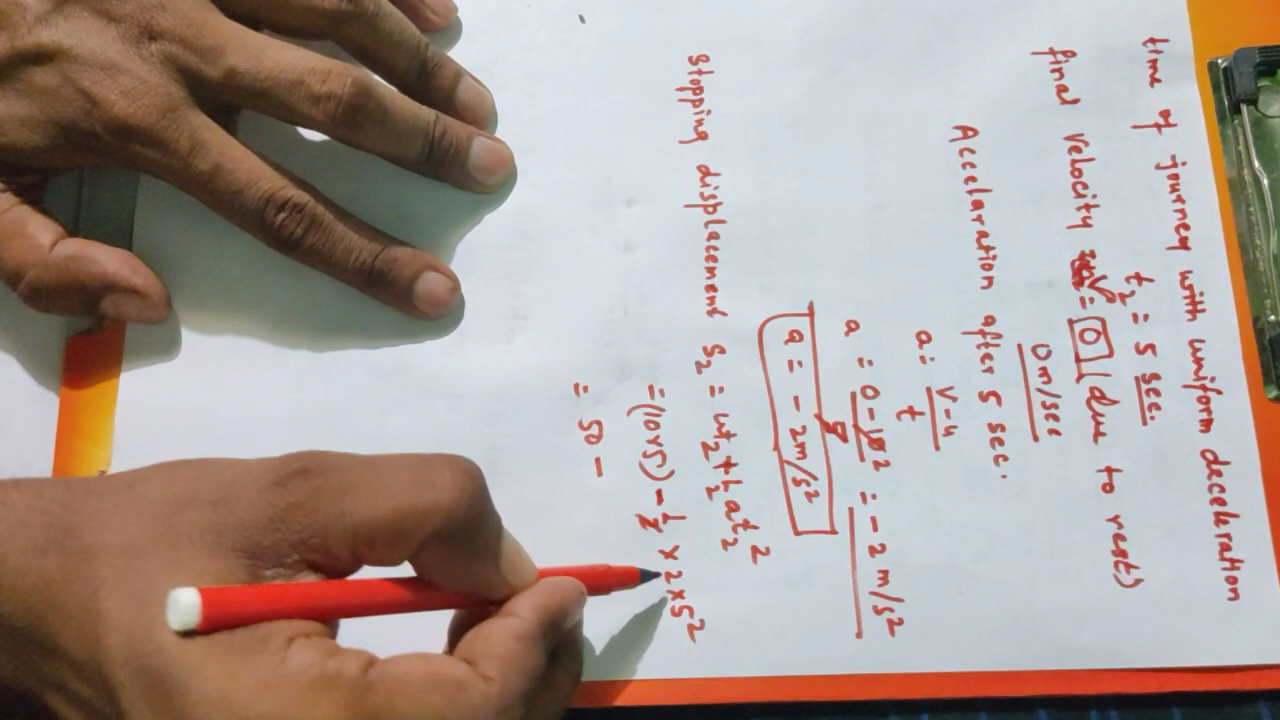 time of journey with uniform deceleration
t₂ = 5 sec.
final velocity v = 0 (due to rest)
0 m/sec
Accelaration after 5 sec.
a = v-u / t
a = 0-10 / 5 2 = -2 m/s²
a = -2m/s²
Stopping displacement s₂ = ut₂ + ½at₂²
= (10×5) - ½ × 2×5²
= 50 -